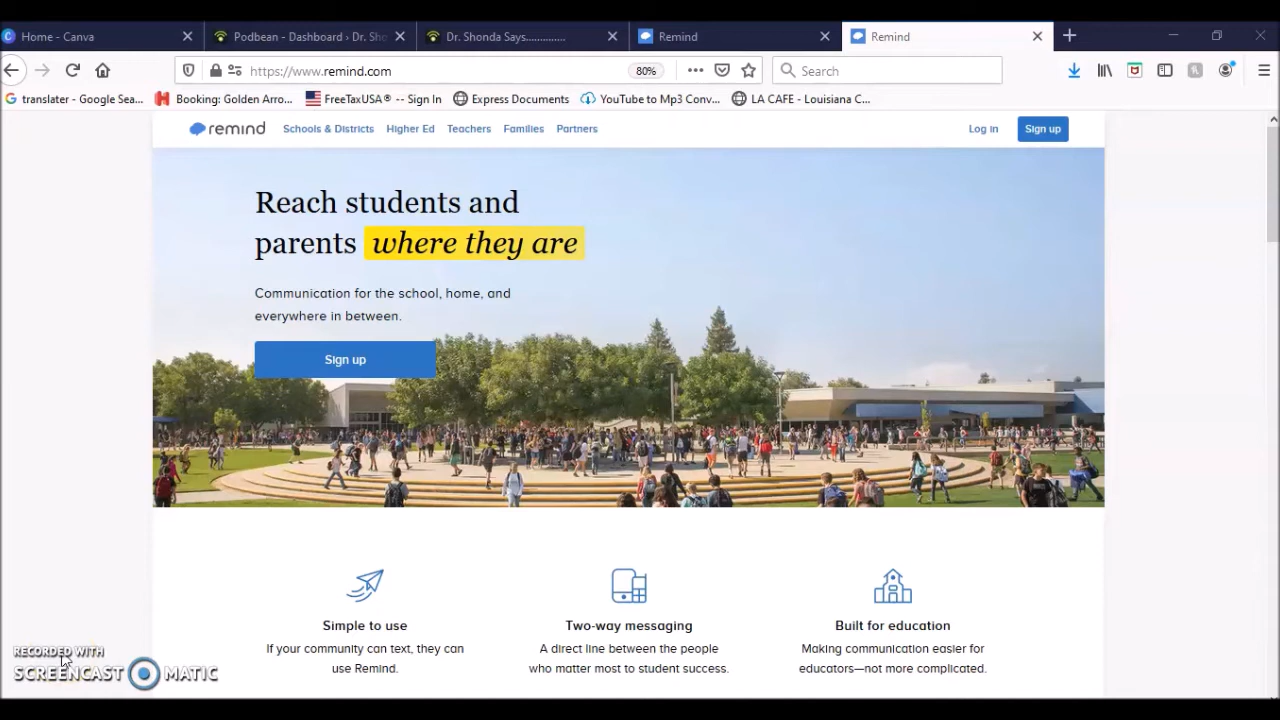 Home - Canva
Podbean - Dashboard › Dr. Sho
Dr. Shonda Says..............
Remind
Remind
https://www.remind.com
80%
Search
translater - Google Sea...
Booking: Golden Arro...
FreeTaxUSA® -- Sign In
Express Documents
YouTube to Mp3 Conv...
LA CAFE - Louisiana C...
remind
Schools & Districts
Higher Ed
Teachers
Families
Partners
Log in
Sign up
Reach students and
parents where they are
Communication for the school, home, and
everywhere in between.
Sign up
Simple to use
If your community can text, they can
use Remind.
Two-way messaging
A direct line between the people
who matter most to student success.
Built for education
Making communication easier for
educators—not more complicated.
RECORDED WITH
SCREENCAST MATIC